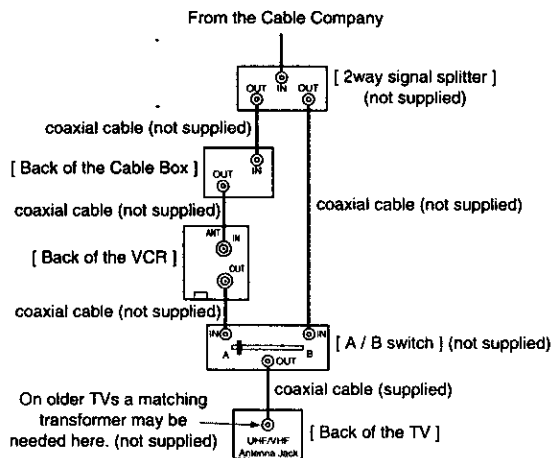 From the Cable Company
IN
OUT OUT
[ 2way signal splitter ]
(not supplied)
coaxial cable (not supplied)
[ Back of the Cable Box ]
OUT IN
coaxial cable (not supplied)
coaxial cable (not supplied)
ANT IN
[ Back of the VCR ]
OUT
coaxial cable (not supplied)
IN IN
A B
OUT
[ A / B switch ] (not supplied)
coaxial cable (supplied)
On older TVs a matching
transformer may be
needed here. (not supplied)
UHF/VHF
Antenna Jack
[ Back of the TV ]